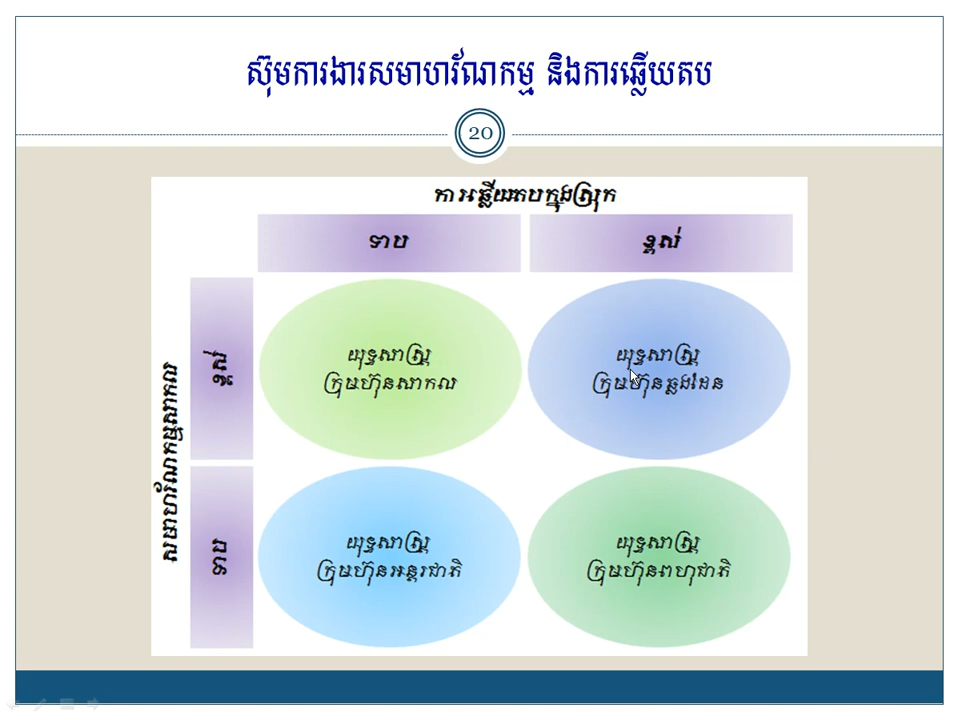 ស៊ុមការងារសមាហរ័ណកម្ម និងការឆ្លើយតប
20
ការឆ្លើយតបក្នុងស្រុក
ទាប
ខ្ពស់
សមាហរ័ណកម្មសាកល
ខ្ពស់
យុទ្ធសាស្ត្រ
ក្រុមហ៊ុនសាកល
យុទ្ធសាស្ត្រ
ក្រុមហ៊ុនឆ្លងដែន
ទាប
យុទ្ធសាស្ត្រ
ក្រុមហ៊ុនអន្តរជាតិ
យុទ្ធសាស្ត្រ
ក្រុមហ៊ុនពហុជាតិ